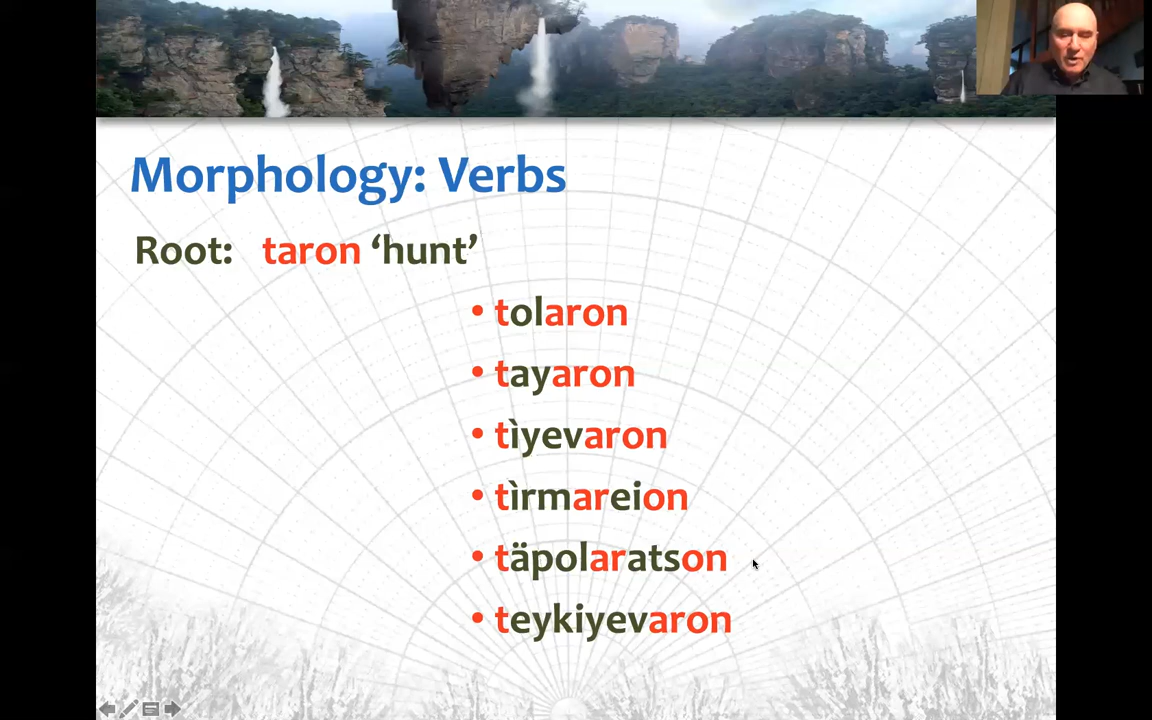 Morphology: Verbs
Root: taron ‘hunt’
• tolaron
• tayaron
• tìyevaron
• tìrmareion
• täpolaratson
• teykiyevaron